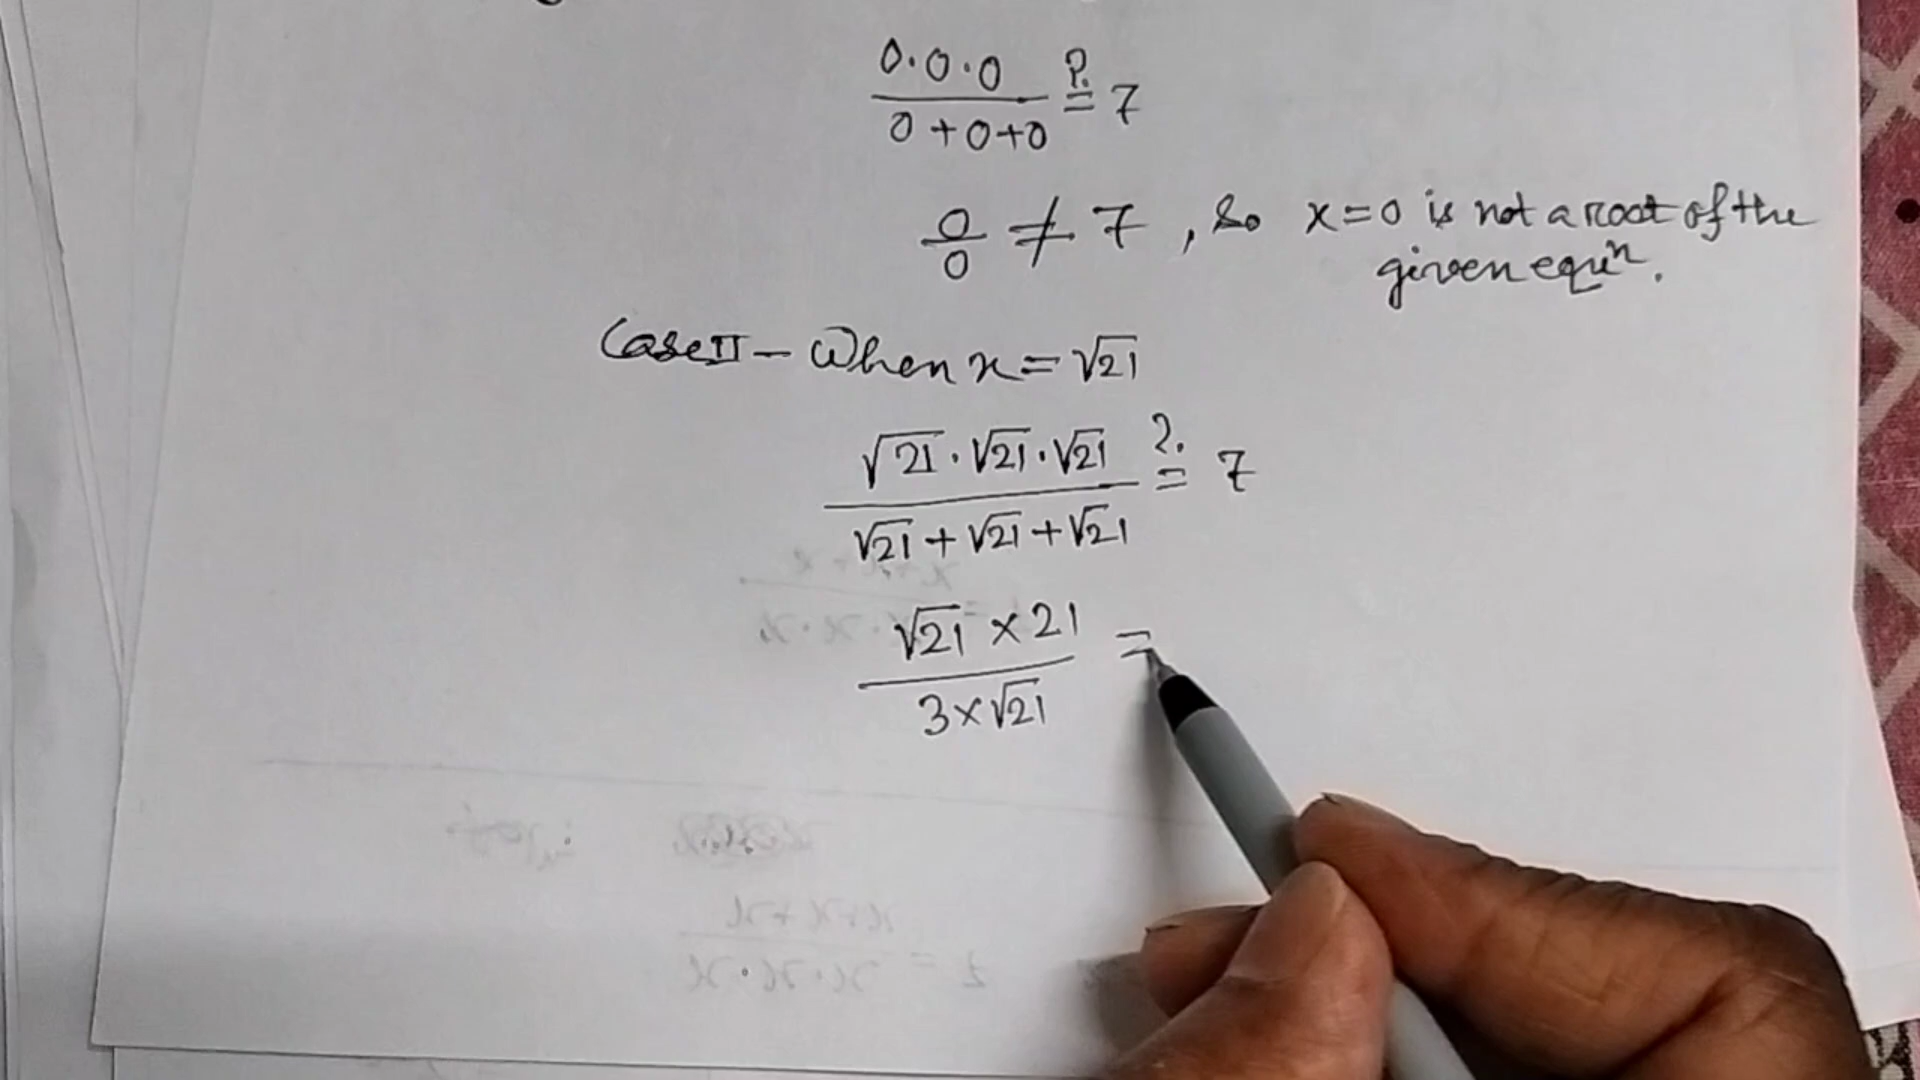 0·0·0 / 0+0+0 ?= 7
0/0 ≠ 7, So x=0 is not a root of the
given equⁿ.
Case II – When x = √21
√21·√21·√21 / √21+√21+√21 ?= 7
√21 × 21 / 3×√21 =